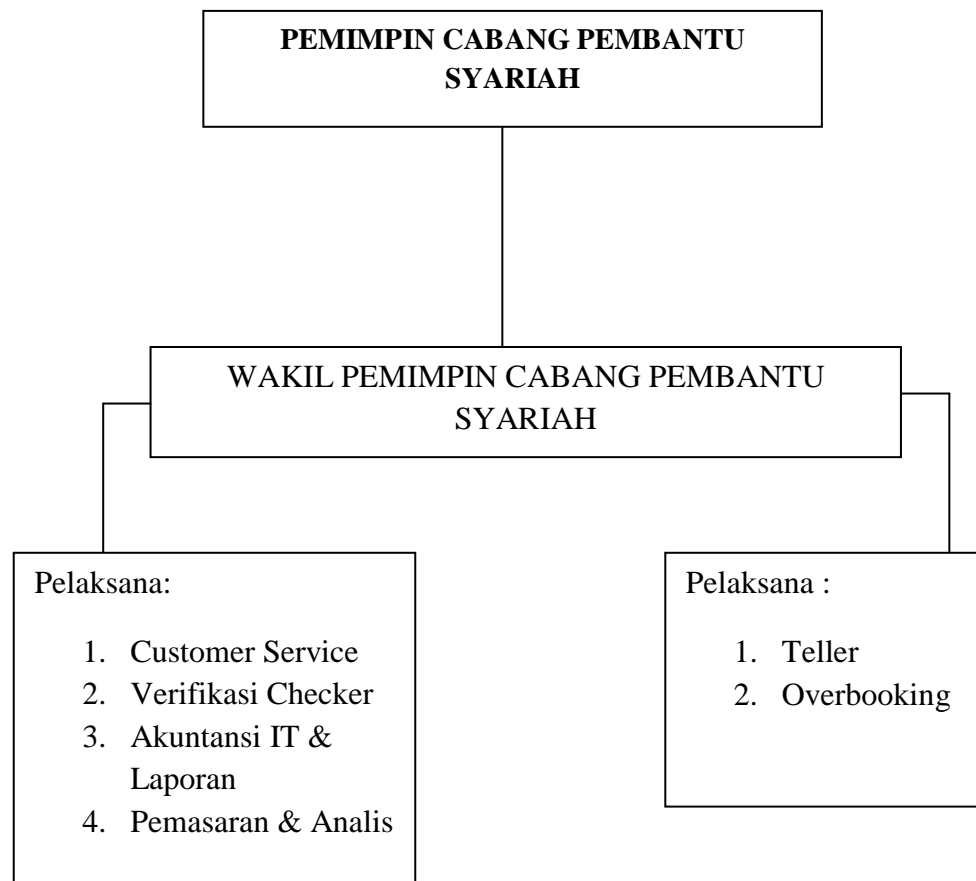 PEMIMPIN CABANG PEMBANTU
SYARIAH
WAKIL PEMIMPIN CABANG PEMBANTU
SYARIAH
Pelaksana:
1. Customer Service
2. Verifikasi Checker
3. Akuntansi IT &
Laporan
4. Pemasaran & Analis
Pelaksana :
1. Teller
2. Overbooking